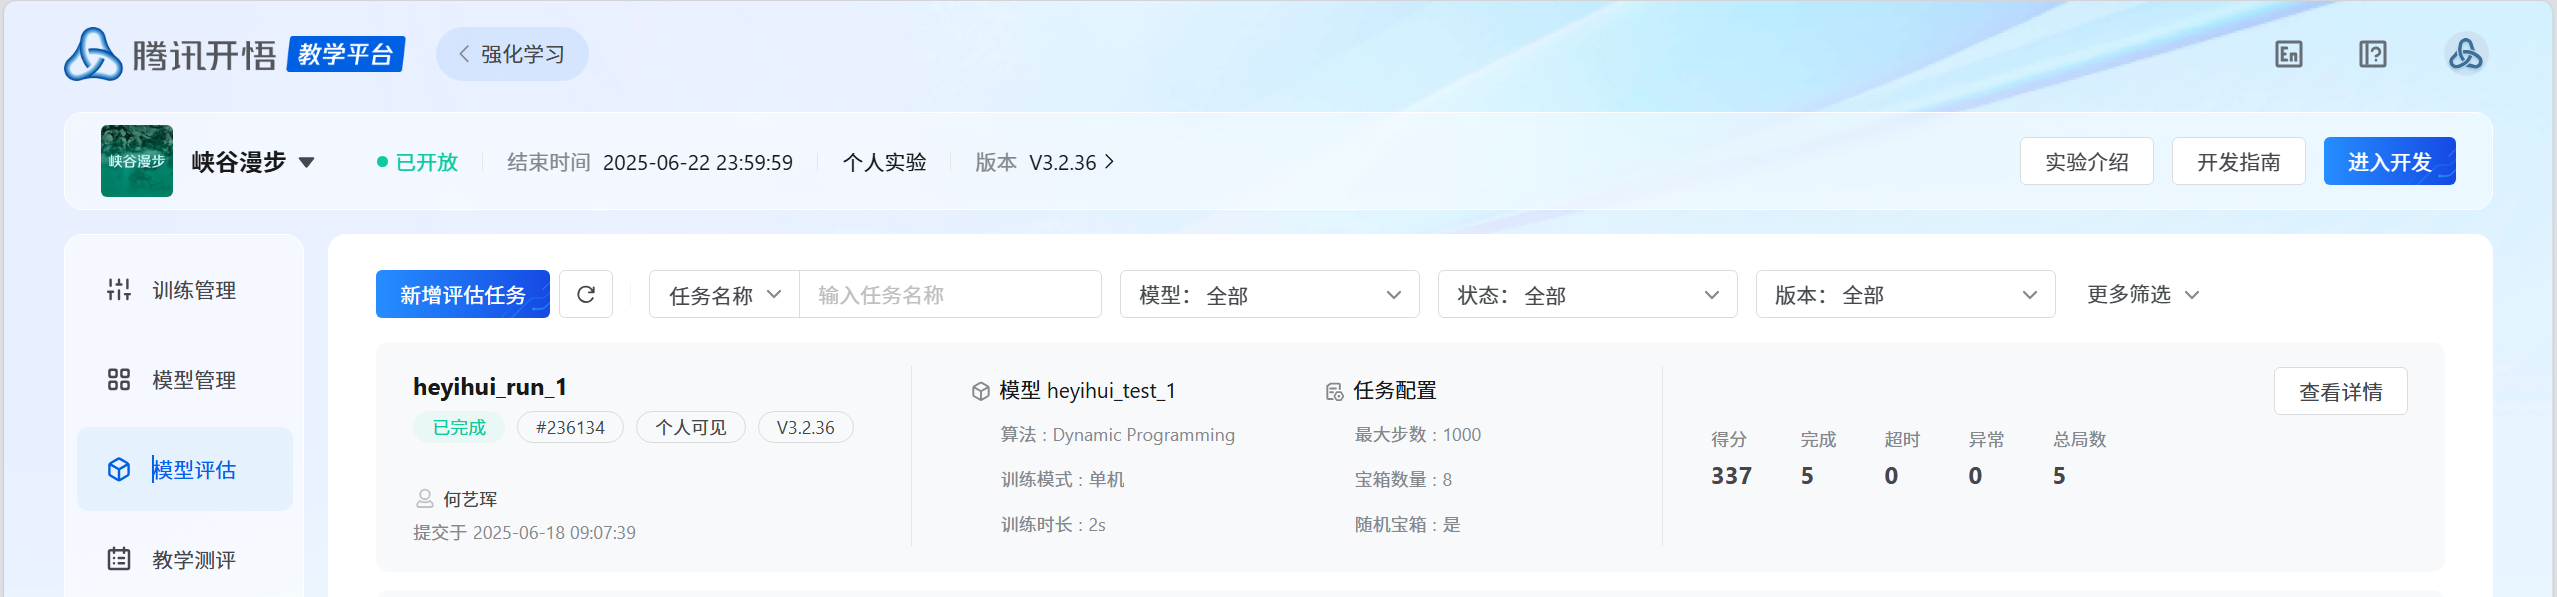 腾讯开悟 教学平台 强化学习 En ?
峡谷漫步 峡谷漫步 已开放 结束时间 2025-06-22 23:59:59 个人实验 版本 V3.2.36 实验介绍 开发指南 进入开发
训练管理
模型管理
模型评估
教学测评
新增评估任务 任务名称 输入任务名称 模型： 全部 状态： 全部 版本： 全部 更多筛选
heyihui_run_1
已完成 #236134 个人可见 V3.2.36
何艺珲
提交于 2025-06-18 09:07:39
模型 heyihui_test_1
算法 : Dynamic Programming
训练模式 : 单机
训练时长 : 2s
任务配置
最大步数 : 1000
宝箱数量 : 8
随机宝箱 : 是
得分 完成 超时 异常 总局数
337 5 0 0 5
查看详情